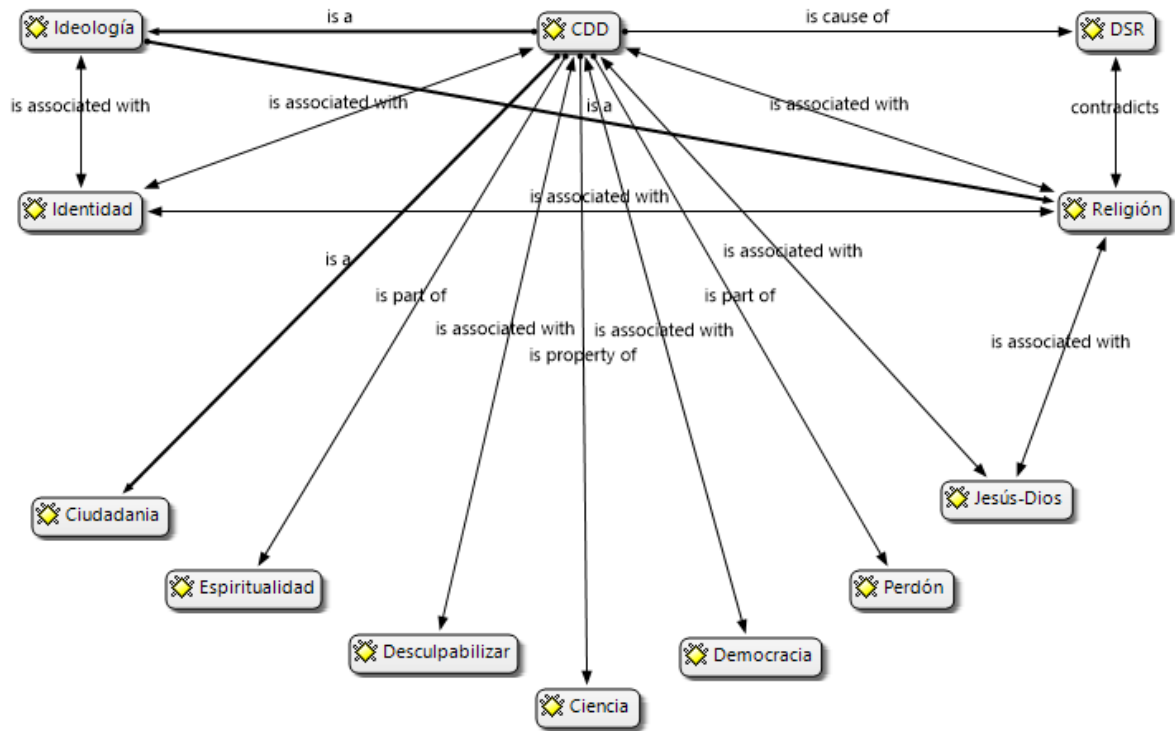 is a
is cause of
Ideología
CDD
DSR
is associated with
is associated with
is a
is associated with
contradicts
Identidad
is associated with
Religión
is a
is associated with
is part of
is part of
is associated with
is associated with
is property of
is associated with
Jesús-Dios
Ciudadania
Espiritualidad
Perdón
Desculpabilizar
Democracia
Ciencia